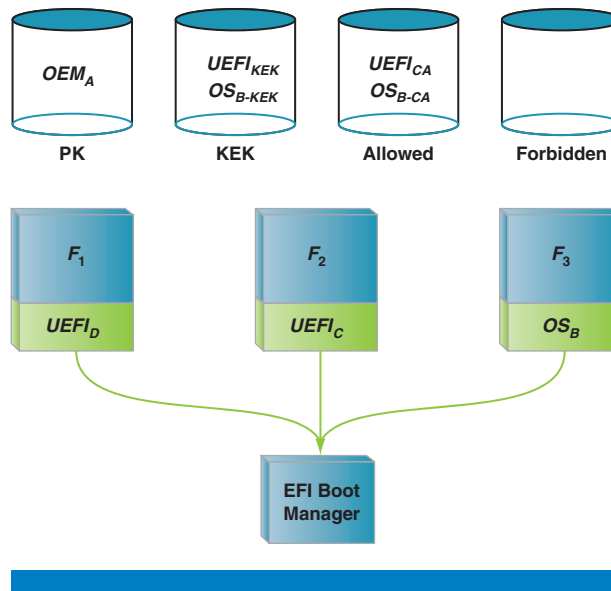 OEM_A
UEFI_KEK
OS_B-KEK
UEFI_CA
OS_B-CA
PK
KEK
Allowed
Forbidden
F_1
F_2
F_3
UEFI_D
UEFI_C
OS_B
EFI Boot
Manager